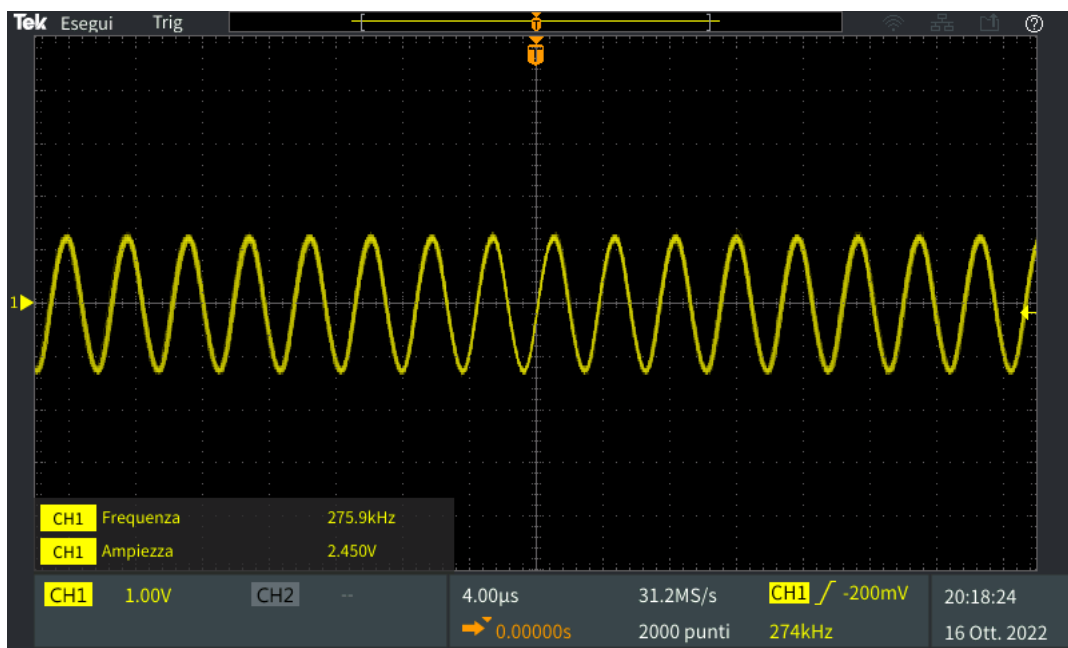 Tek Esegui Trig
T
T
1
CH1 Frequenza 275.9kHz
CH1 Ampiezza 2.450V
CH1 1.00V CH2 -- 4.00µs 31.2MS/s CH1 -200mV 20:18:24
0.00000s 2000 punti 274kHz 16 Ott. 2022